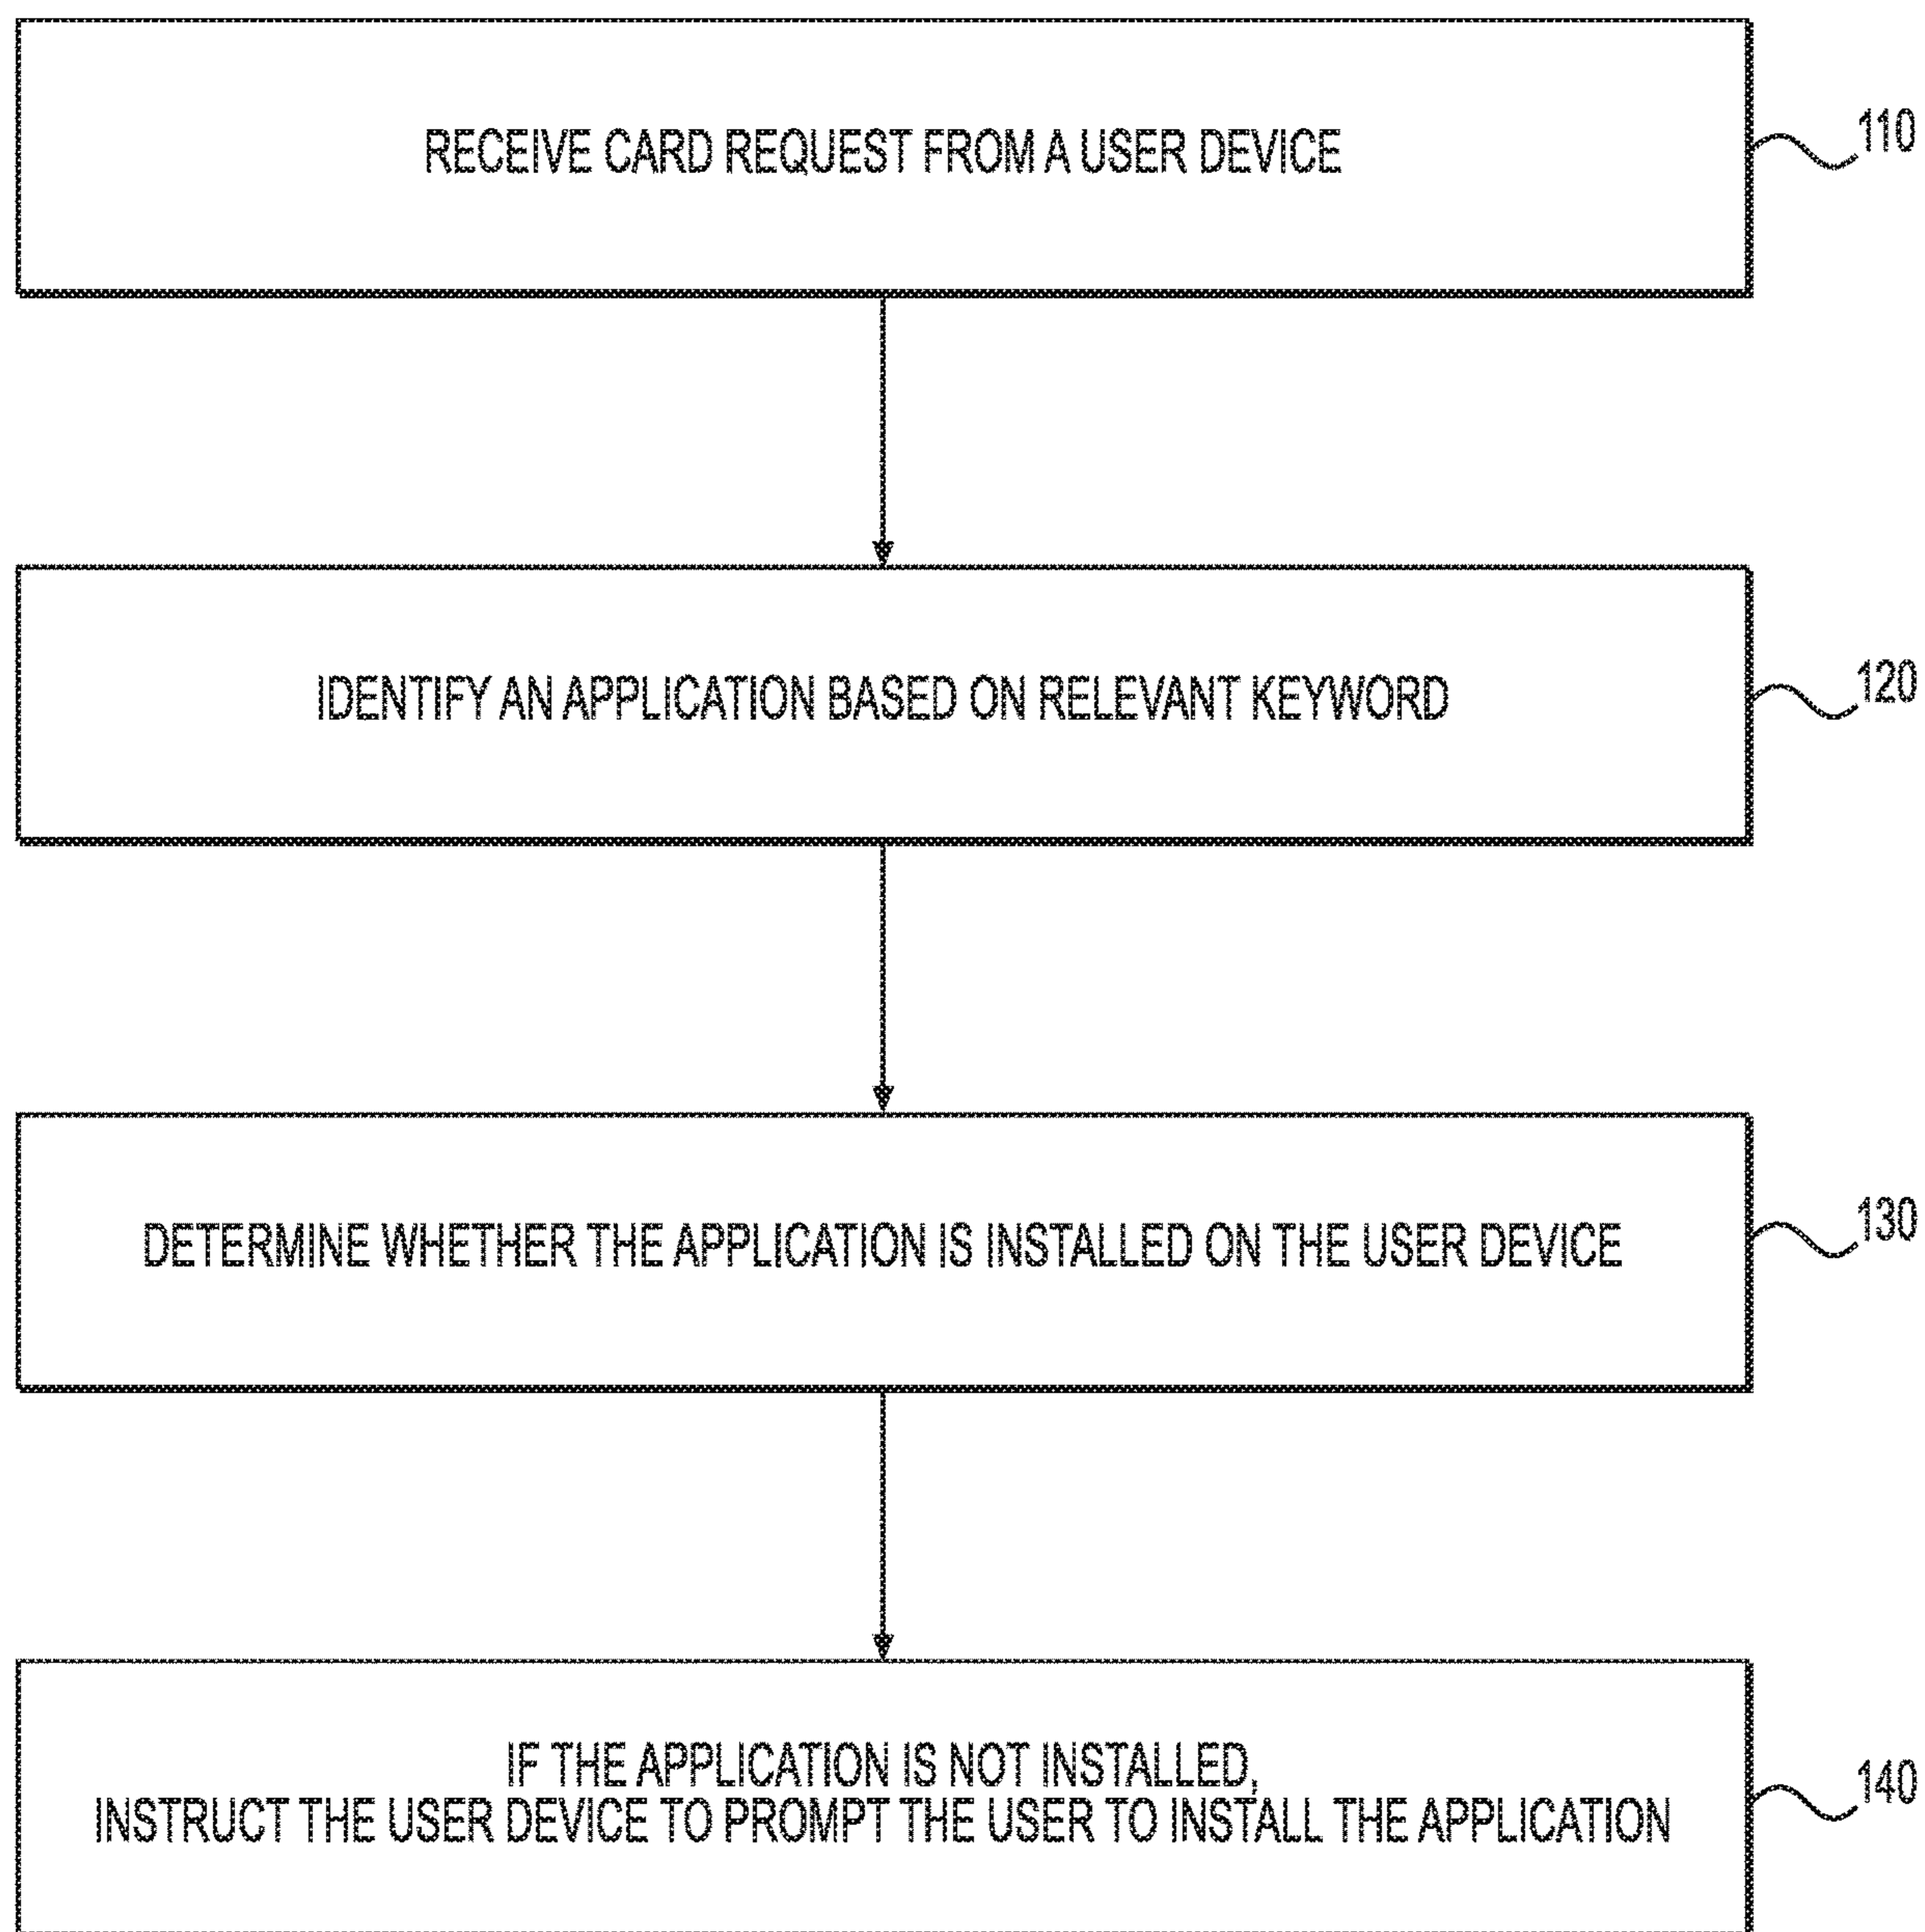 RECEIVE CARD REQUEST FROM A USER DEVICE
110
IDENTIFY AN APPLICATION BASED ON RELEVANT KEYWORD
120
DETERMINE WHETHER THE APPLICATION IS INSTALLED ON THE USER DEVICE
130
IF THE APPLICATION IS NOT INSTALLED,
INSTRUCT THE USER DEVICE TO PROMPT THE USER TO INSTALL THE APPLICATION
140